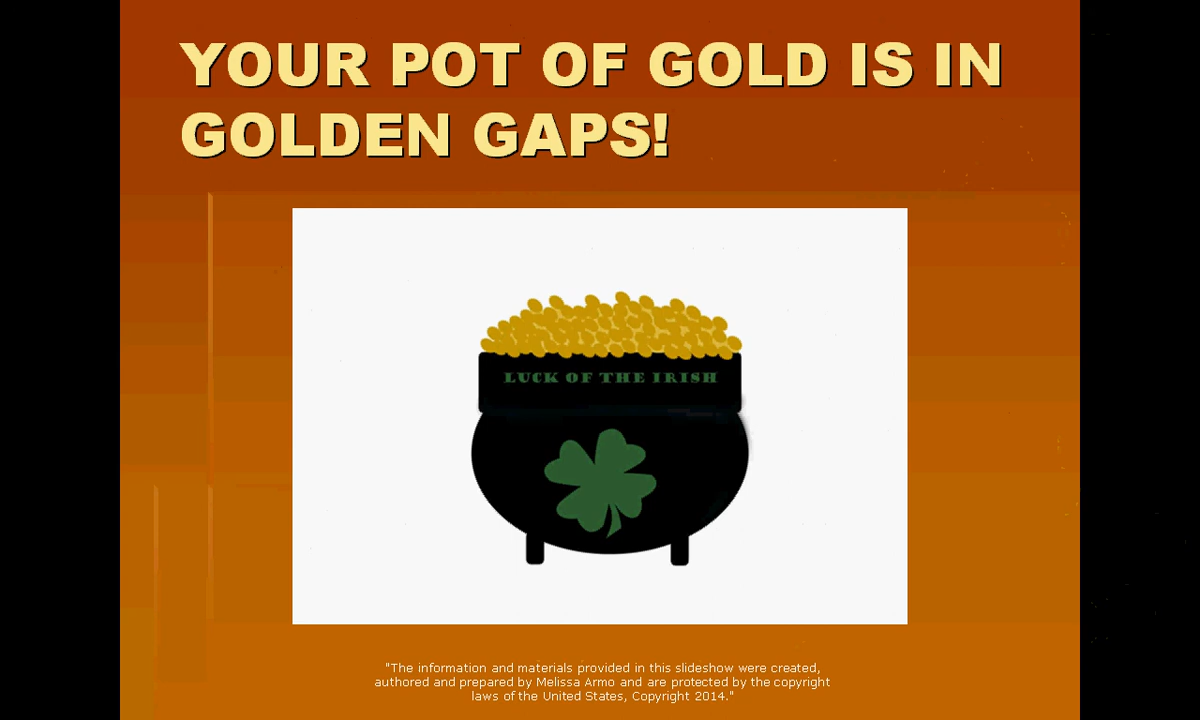 YOUR POT OF GOLD IS IN
GOLDEN GAPS!
LUCK OF THE IRISH
"The information and materials provided in this slideshow were created,
authored and prepared by Melissa Armo and are protected by the copyright
laws of the United States, Copyright 2014."